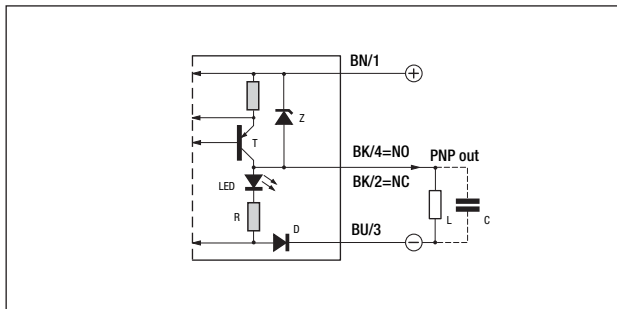 BN/1
+
Z
T
BK/4=NO PNP out
BK/2=NC
LED
R
L
C
D
BU/3
−